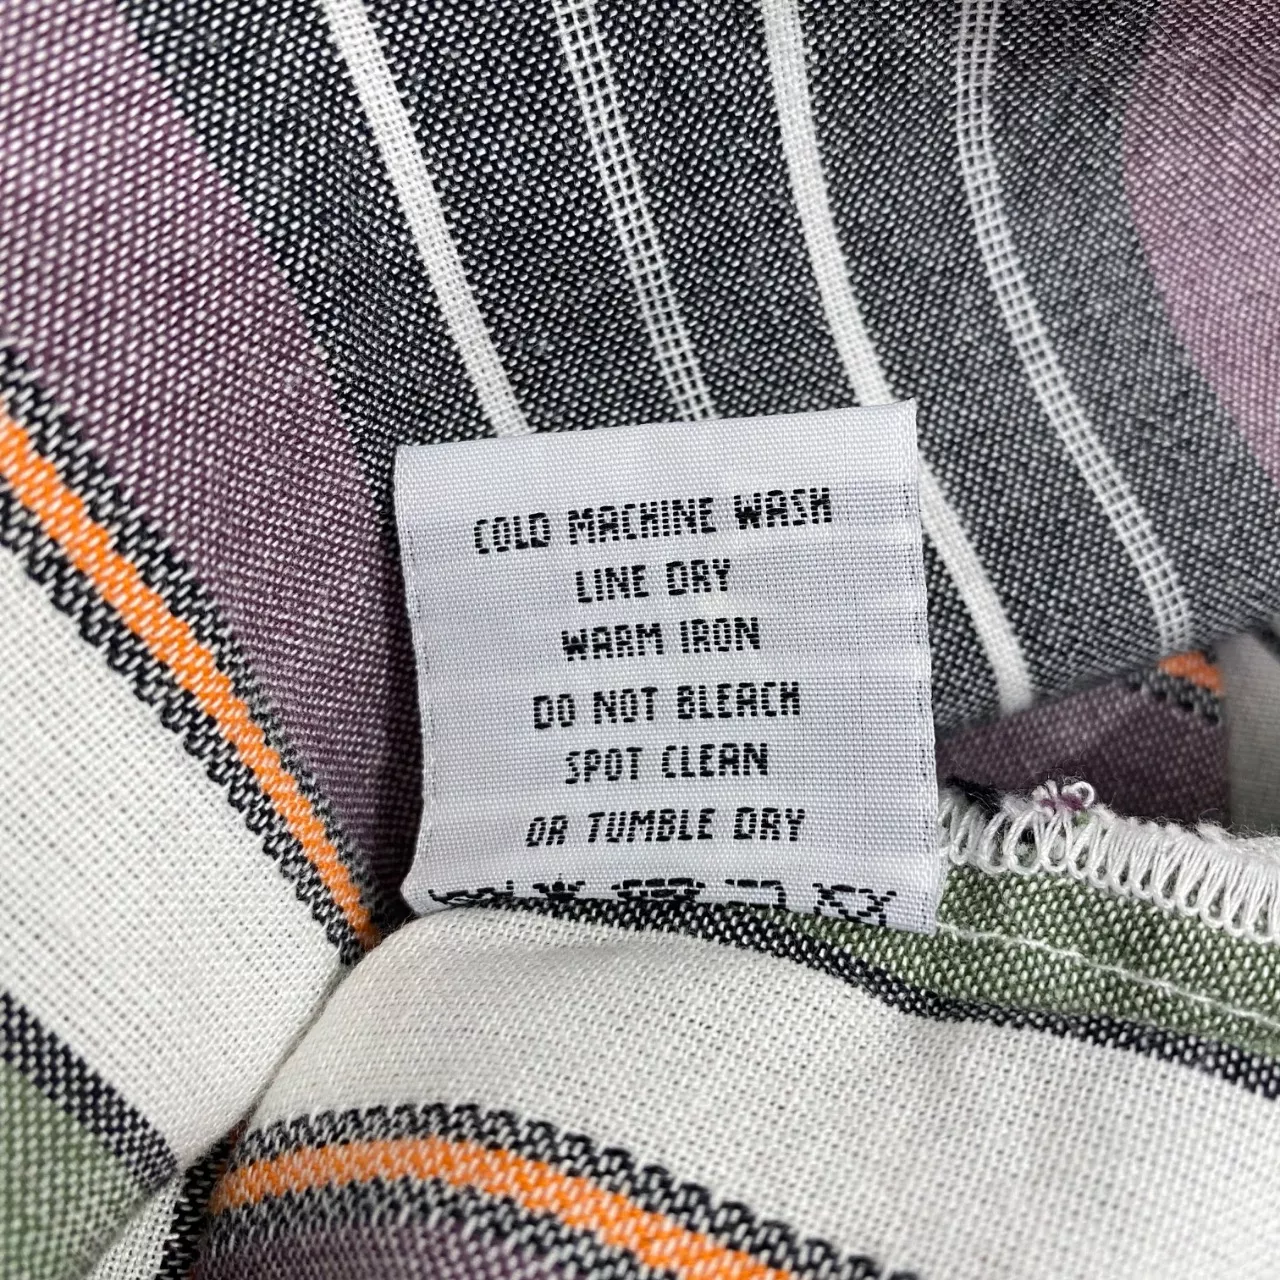 COLD MACHINE WASH
LINE DRY
WARM IRON
DO NOT BLEACH
SPOT CLEAN
OR TUMBLE DRY